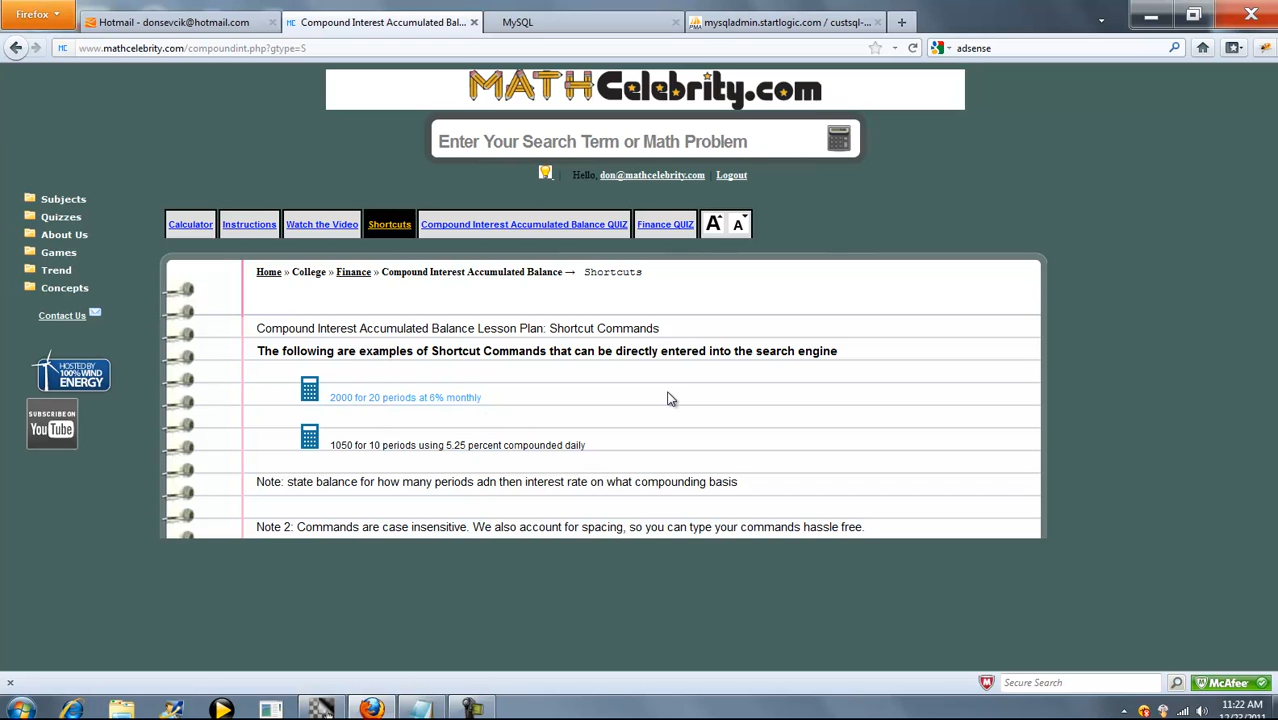 Firefox
Hotmail - donsevcik@hotmail.com
Compound Interest Accumulated Bal...
MySQL
mysqladmin.startlogic.com / custsql-...
www.mathcelebrity.com/compoundint.php?gtype=S
adsense
MATHCelebrity.com
Enter Your Search Term or Math Problem
Hello, don@mathcelebrity.com | Logout
Subjects
Quizzes
About Us
Games
Trend
Concepts
Contact Us
HOSTED BY
100% WIND
ENERGY
SUBSCRIBE ON
YouTube
Calculator
Instructions
Watch the Video
Shortcuts
Compound Interest Accumulated Balance QUIZ
Finance QUIZ
A A
Home » College » Finance » Compound Interest Accumulated Balance → Shortcuts
Compound Interest Accumulated Balance Lesson Plan: Shortcut Commands
The following are examples of Shortcut Commands that can be directly entered into the search engine
2000 for 20 periods at 6% monthly
1050 for 10 periods using 5.25 percent compounded daily
Note: state balance for how many periods adn then interest rate on what compounding basis
Note 2: Commands are case insensitive. We also account for spacing, so you can type your commands hassle free.
Secure Search
McAfee
11:22 AM